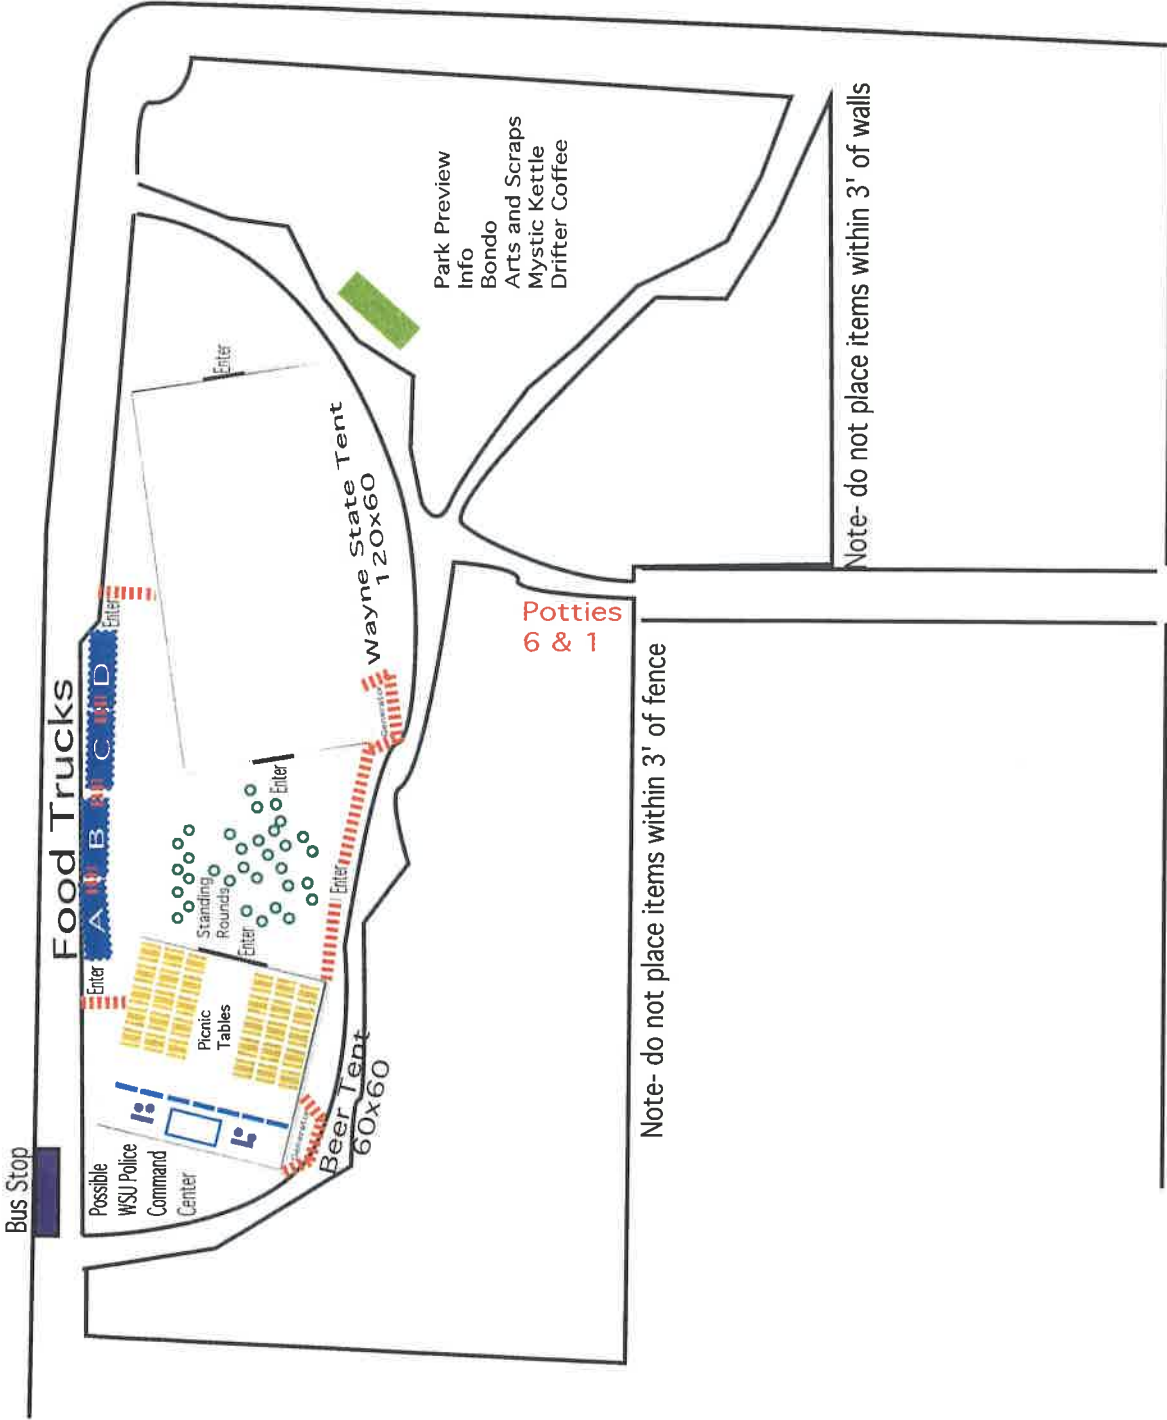 Bus Stop
Food Trucks
A
B
C
D
Enter
Enter
Possible
WSU Police
Command
Center
Picnic
Tables
Standing
Rounds
Enter
Enter
Enter
Enter
Generator
Generator
Beer Tent
60x60
Wayne State Tent
120x60
Park Preview
Info
Bondo
Arts and Scraps
Mystic Kettle
Drifter Coffee
Potties
6 & 1
Note- do not place items within 3' of fence
Note- do not place items within 3' of walls